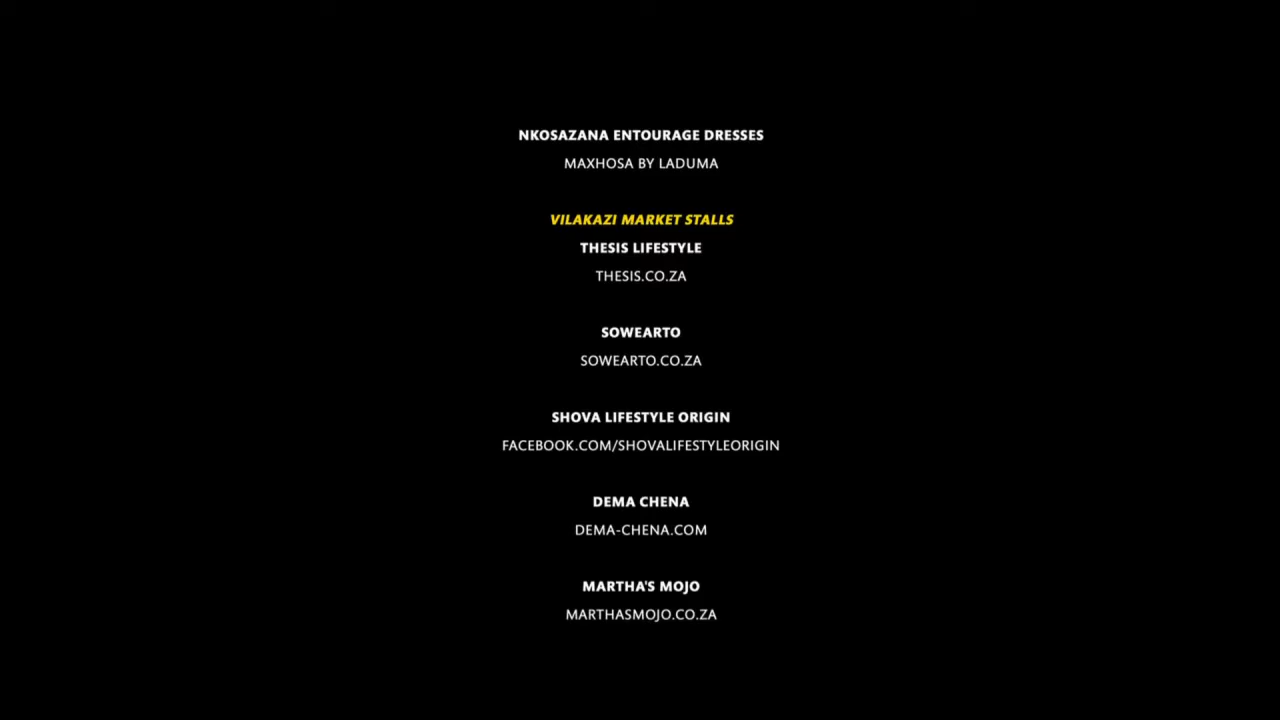 NKOSAZANA ENTOURAGE DRESSES
MAXHOSA BY LADUMA
VILAKAZI MARKET STALLS
THESIS LIFESTYLE
THESIS.CO.ZA
SOWEARTO
SOWEARTO.CO.ZA
SHOVA LIFESTYLE ORIGIN
FACEBOOK.COM/SHOVALIFESTYLEORIGIN
DEMA CHENA
DEMA-CHENA.COM
MARTHA'S MOJO
MARTHASMOJO.CO.ZA